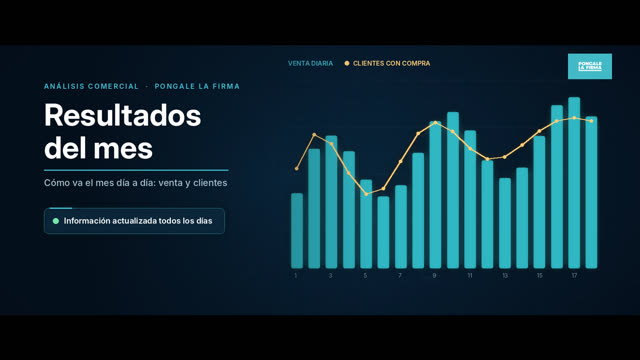 ANÁLISIS COMERCIAL · PONGALE LA FIRMA
Resultados
del mes
Cómo va el mes día a día: venta y clientes
Información actualizada todos los días
VENTA DIARIA
CLIENTES CON COMPRA
PONGALE
LA FIRMA
1 3 5 7 9 11 13 15 17